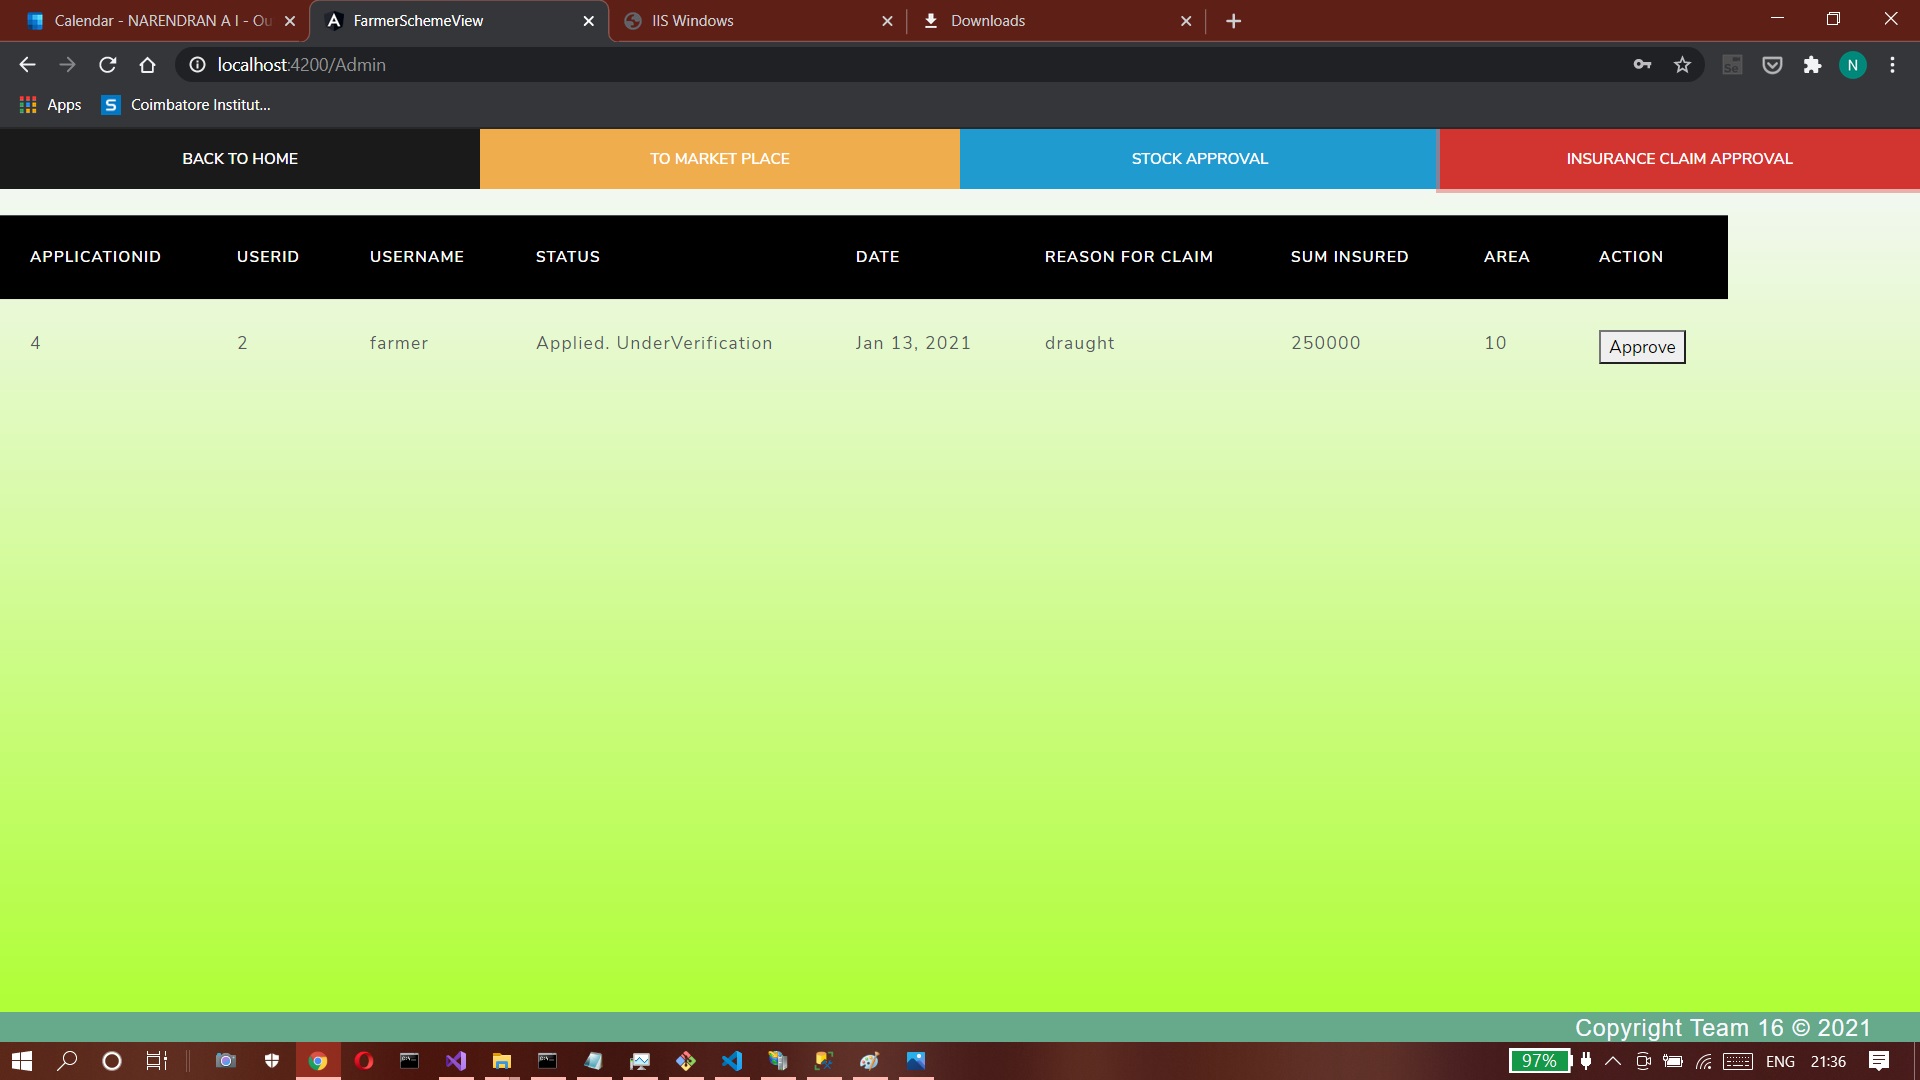 Calendar - NARENDRAN A I - Ou
FarmerSchemeView
IIS Windows
Downloads
localhost:4200/Admin
N
Apps
S
Coimbatore Institut...
BACK TO HOME
TO MARKET PLACE
STOCK APPROVAL
INSURANCE CLAIM APPROVAL
APPLICATIONID USERID USERNAME STATUS DATE REASON FOR CLAIM SUM INSURED AREA ACTION
4 2 farmer Applied. UnderVerification Jan 13, 2021 draught 250000 10 Approve
Copyright Team 16 © 2021
97% ENG 21:36